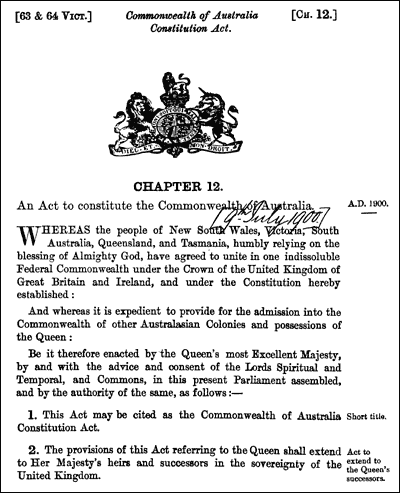 [63 & 64 VICT.] Commonwealth of Australia [CH. 12.]
Constitution Act.
DIEU ET MON DROIT
CHAPTER 12.
An Act to constitute the Commonwealth of Australia. A.D. 1900.
[9th July 1900]
WHEREAS the people of New South Wales, Victoria, South
Australia, Queensland, and Tasmania, humbly relying on the
blessing of Almighty God, have agreed to unite in one indissoluble
Federal Commonwealth under the Crown of the United Kingdom of
Great Britain and Ireland, and under the Constitution hereby
established :
And whereas it is expedient to provide for the admission into the
Commonwealth of other Australasian Colonies and possessions of
the Queen :
Be it therefore enacted by the Queen's most Excellent Majesty,
by and with the advice and consent of the Lords Spiritual and
Temporal, and Commons, in this present Parliament assembled,
and by the authority of the same, as follows:—
1. This Act may be cited as the Commonwealth of Australia
Constitution Act.
Short title.
2. The provisions of this Act referring to the Queen shall extend
to Her Majesty's heirs and successors in the sovereignty of the
United Kingdom.
Act to
extend to
the Queen's
successors.